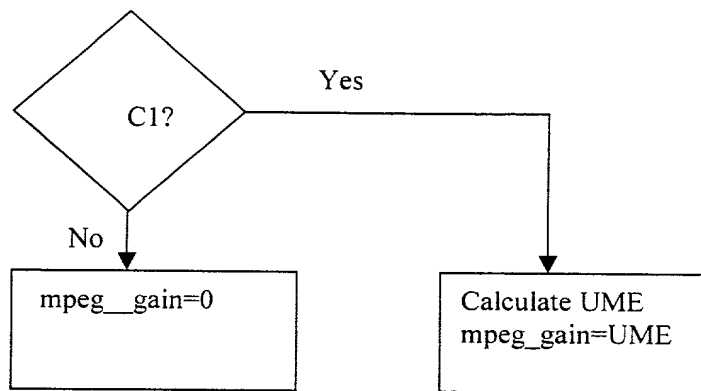 Yes
C1?
No
mpeg__gain=0
Calculate UME
mpeg_gain=UME